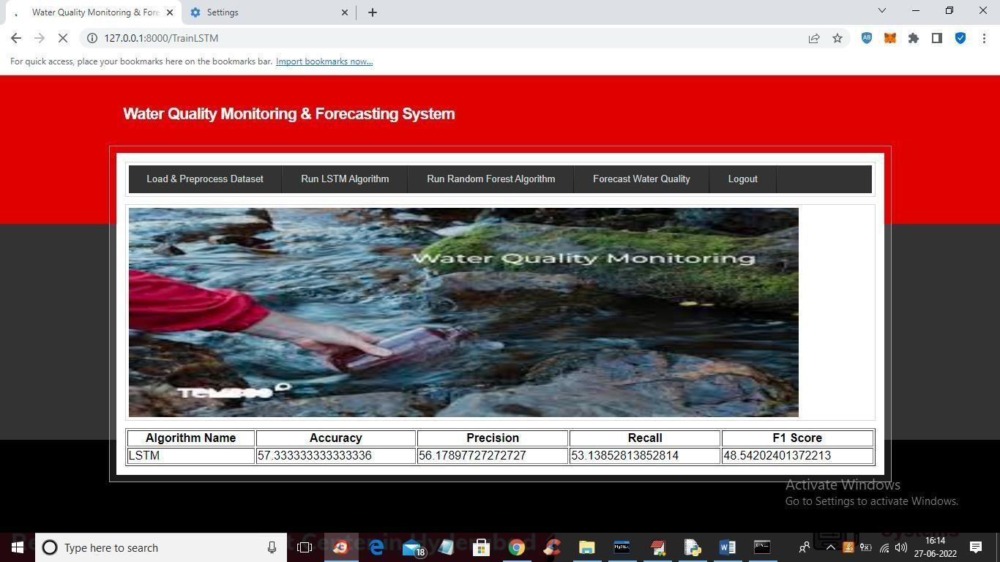 Water Quality Monitoring & Fore
Settings
127.0.0.1:8000/TrainLSTM
For quick access, place your bookmarks here on the bookmarks bar. Import bookmarks now...
Water Quality Monitoring & Forecasting System
Load & Preprocess Dataset Run LSTM Algorithm Run Random Forest Algorithm Forecast Water Quality Logout
Water Quality Monitoring
Algorithm Name Accuracy Precision Recall F1 Score
LSTM 57.333333333333336 56.17897727272727 53.13852813852814 48.54202401372213
Activate Windows
Go to Settings to activate Windows.
Systems
Type here to search
18
16:14
27-06-2022